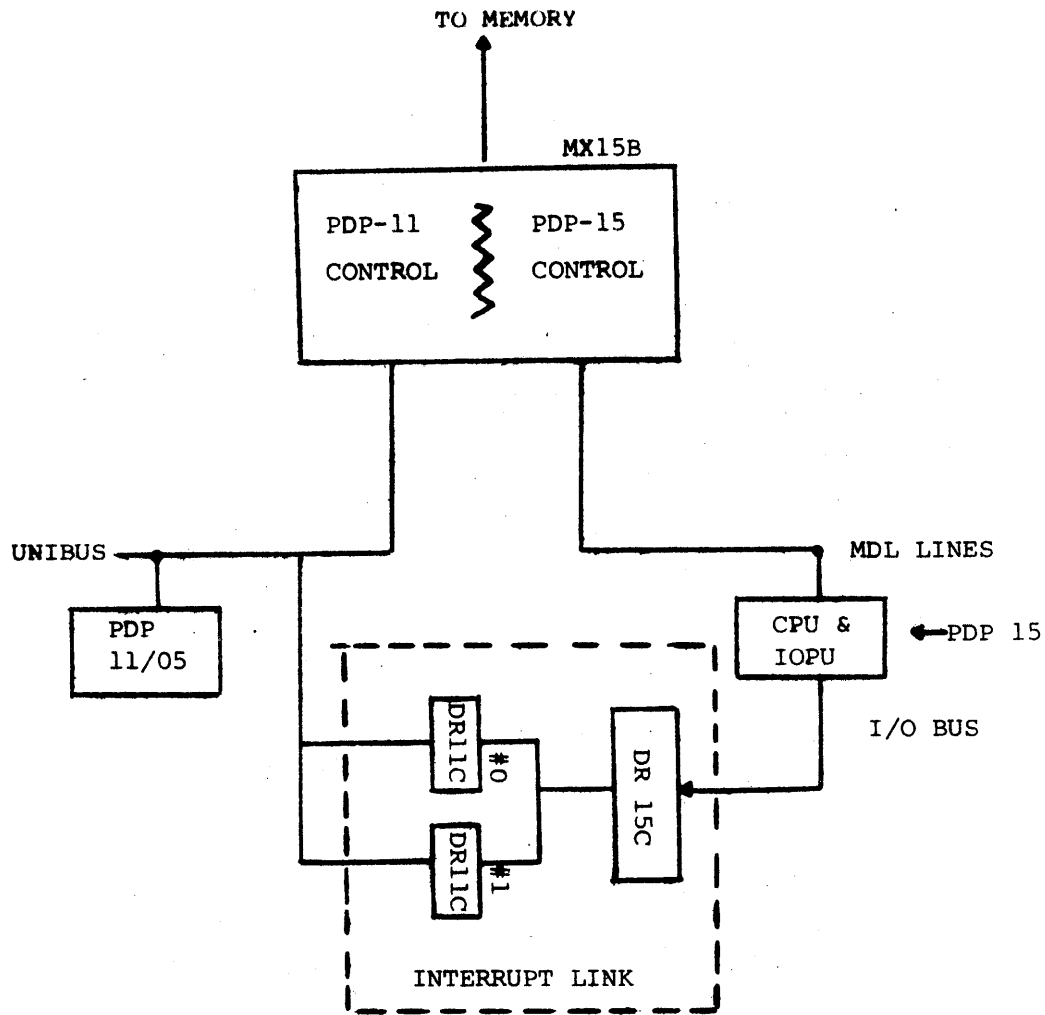 TO MEMORY
MX15B
PDP-11
CONTROL
PDP-15
CONTROL
UNIBUS
MDL LINES
PDP
11/05
CPU &
IOPU
PDP 15
I/O BUS
DR11C
#0
DR 15C
DR11C
#1
INTERRUPT LINK